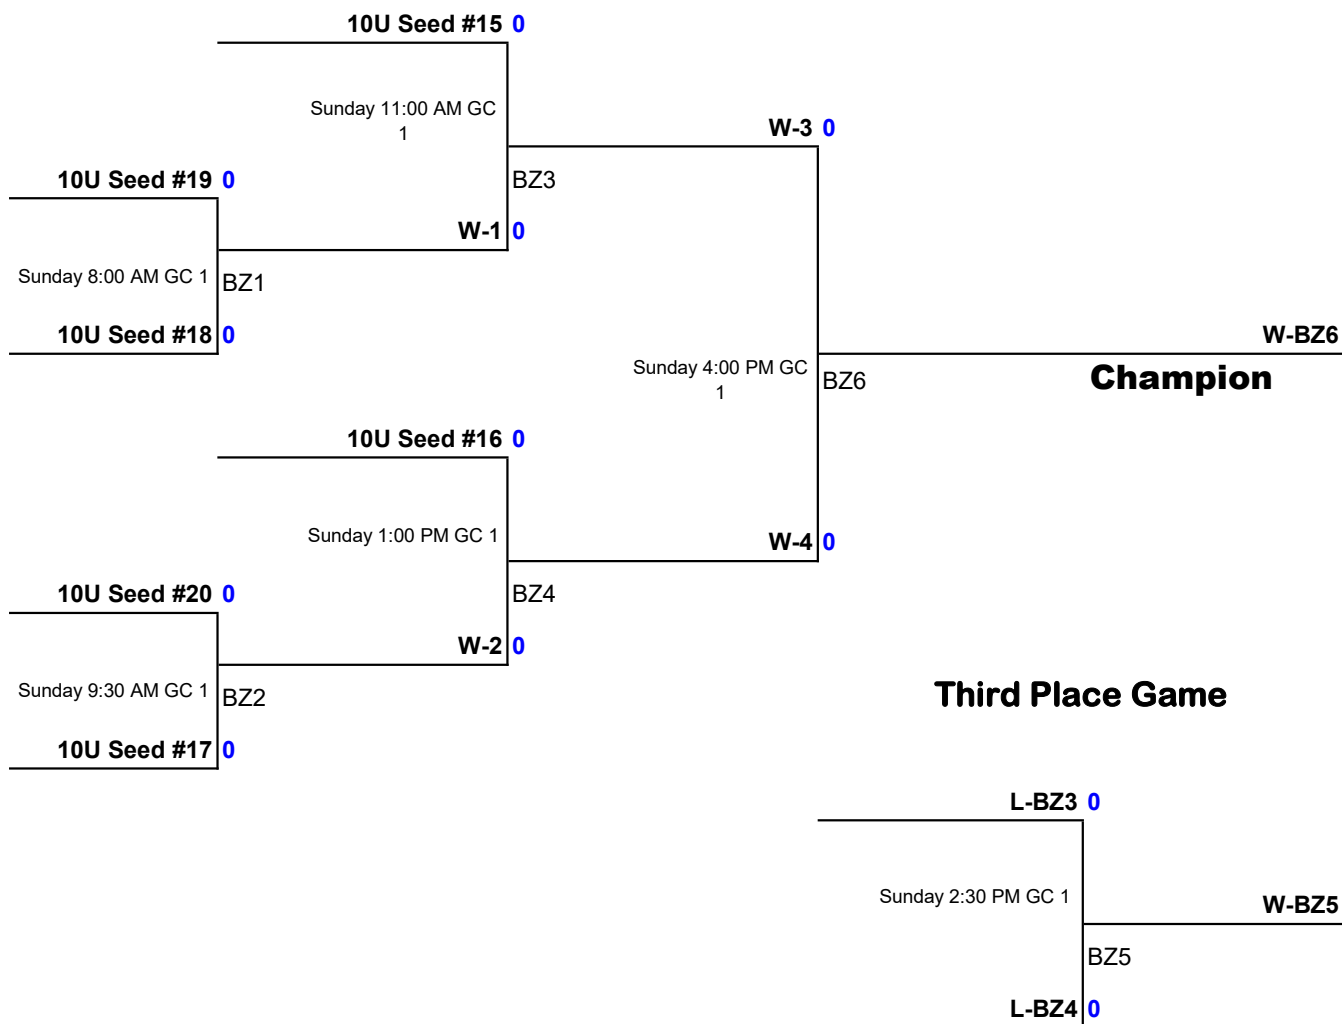 10U Seed #15 0
Sunday 11:00 AM GC
1
W-3 0
10U Seed #19 0
BZ3
W-1 0
Sunday 8:00 AM GC 1
BZ1
10U Seed #18 0
W-BZ6
Sunday 4:00 PM GC
1
BZ6
Champion
10U Seed #16 0
Sunday 1:00 PM GC 1
W-4 0
10U Seed #20 0
BZ4
W-2 0
Sunday 9:30 AM GC 1
BZ2
Third Place Game
10U Seed #17 0
L-BZ3 0
Sunday 2:30 PM GC 1
W-BZ5
BZ5
L-BZ4 0